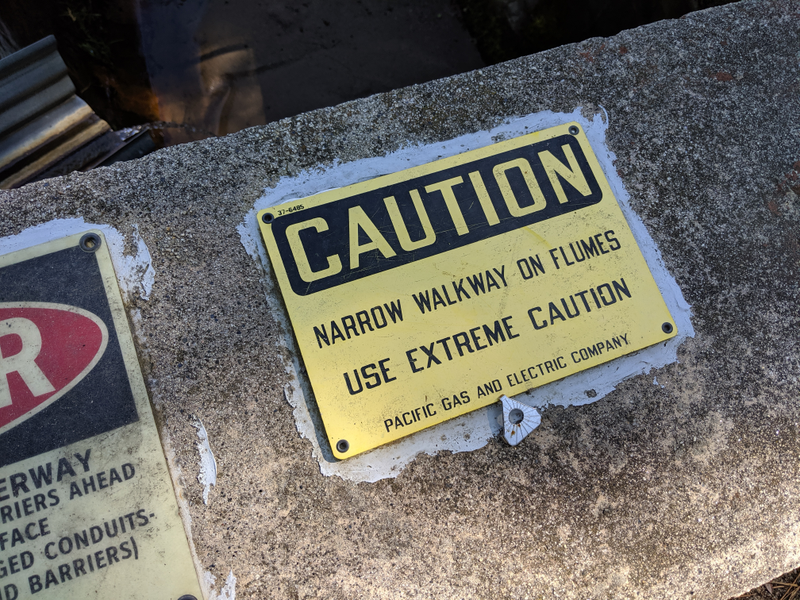 37-6485
CAUTION
NARROW WALKWAY ON FLUMES
USE EXTREME CAUTION
PACIFIC GAS AND ELECTRIC COMPANY
R
ERWAY
RIERS AHEAD
FACE
GED CONDUITS-
D BARRIERS)